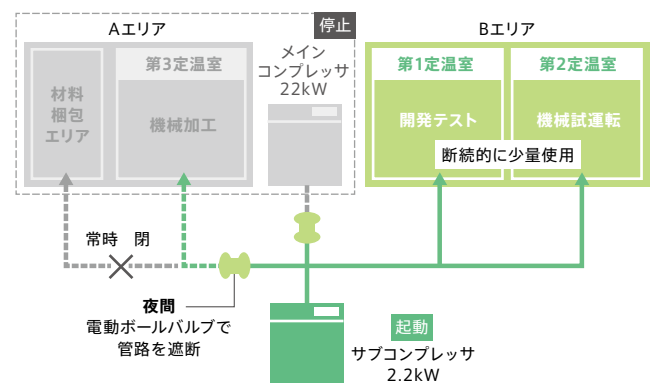 Aエリア
停止
Bエリア
材料
梱包
エリア
第3定温室
機械加工
メイン
コンプレッサ
22kW
第1定温室
開発テスト
第2定温室
機械試運転
断続的に少量使用
常時 閉
夜間
電動ボールバルブで
管路を遮断
起動
サブコンプレッサ
2.2kW